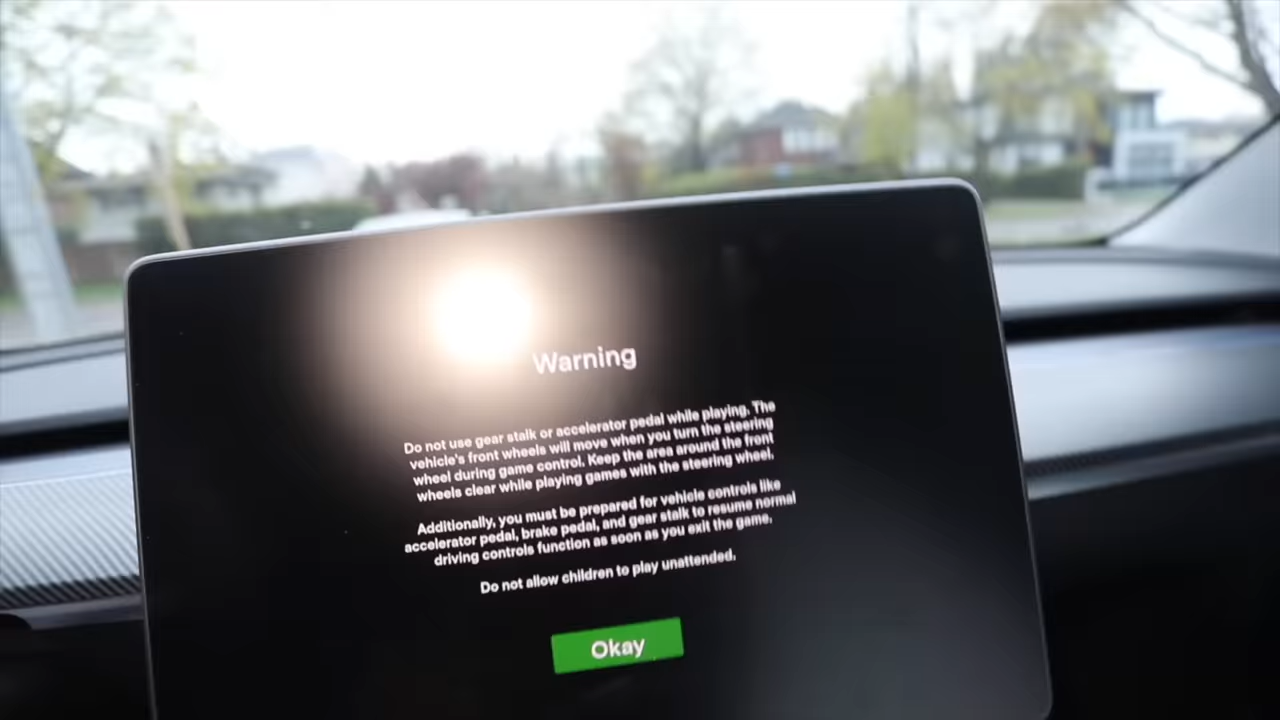 Warning
Do not use gear stalk or accelerator pedal while playing. The
vehicle's front wheels will move when you turn the steering
wheel during game control. Keep the area around the front
wheels clear while playing games with the steering wheel.
Additionally, you must be prepared for vehicle controls like
accelerator pedal, brake pedal, and gear stalk to resume normal
driving controls function as soon as you exit the game.
Do not allow children to play unattended.
Okay